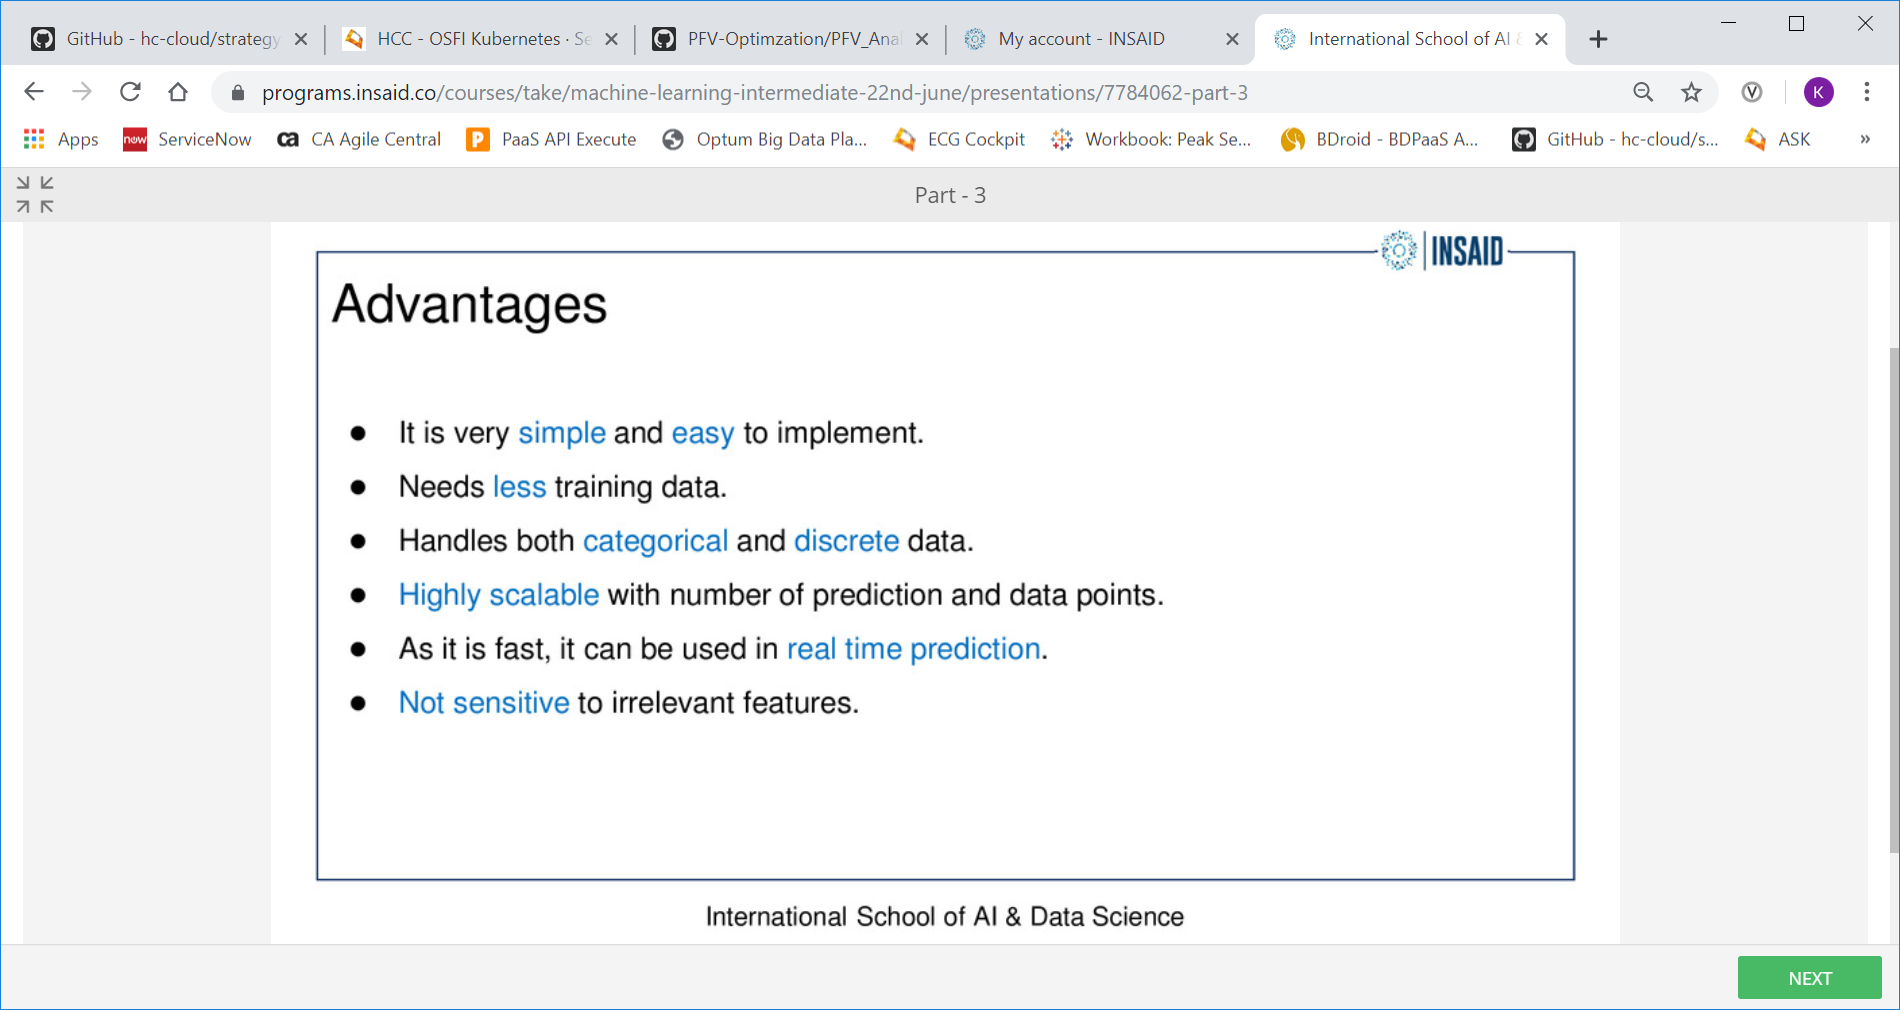 GitHub - hc-cloud/strategy
HCC - OSFI Kubernetes · Se
PFV-Optimzation/PFV_Anal
My account - INSAID
International School of AI &
programs.insaid.co/courses/take/machine-learning-intermediate-22nd-june/presentations/7784062-part-3
K
Apps
now ServiceNow
ca CA Agile Central
P PaaS API Execute
Optum Big Data Pla...
ECG Cockpit
Workbook: Peak Se...
BDroid - BDPaaS A...
GitHub - hc-cloud/s...
ASK
»
Part - 3
INSAID
Advantages
● It is very simple and easy to implement.
● Needs less training data.
● Handles both categorical and discrete data.
● Highly scalable with number of prediction and data points.
● As it is fast, it can be used in real time prediction.
● Not sensitive to irrelevant features.
International School of AI & Data Science
NEXT